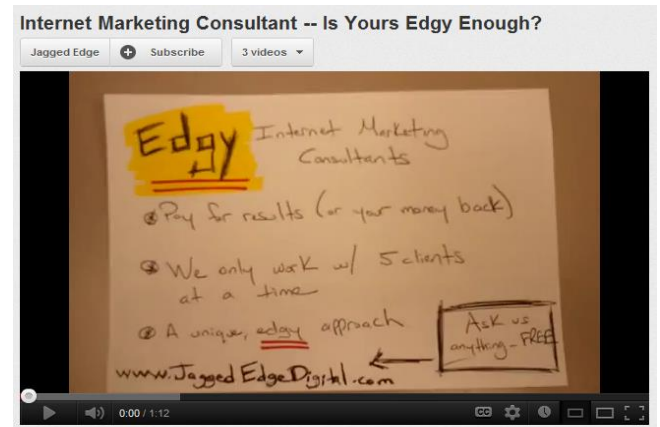 Internet Marketing Consultant -- Is Yours Edgy Enough?
Jagged Edge
Subscribe
3 videos
Edgy Internet Marketing
Consultants
Pay for results (or your money back)
We only work w/ 5 clients
at a time
A unique, edgy approach
Ask us
anything - FREE
www.JaggedEdgeDigital.com
0:00 / 1:12
CC